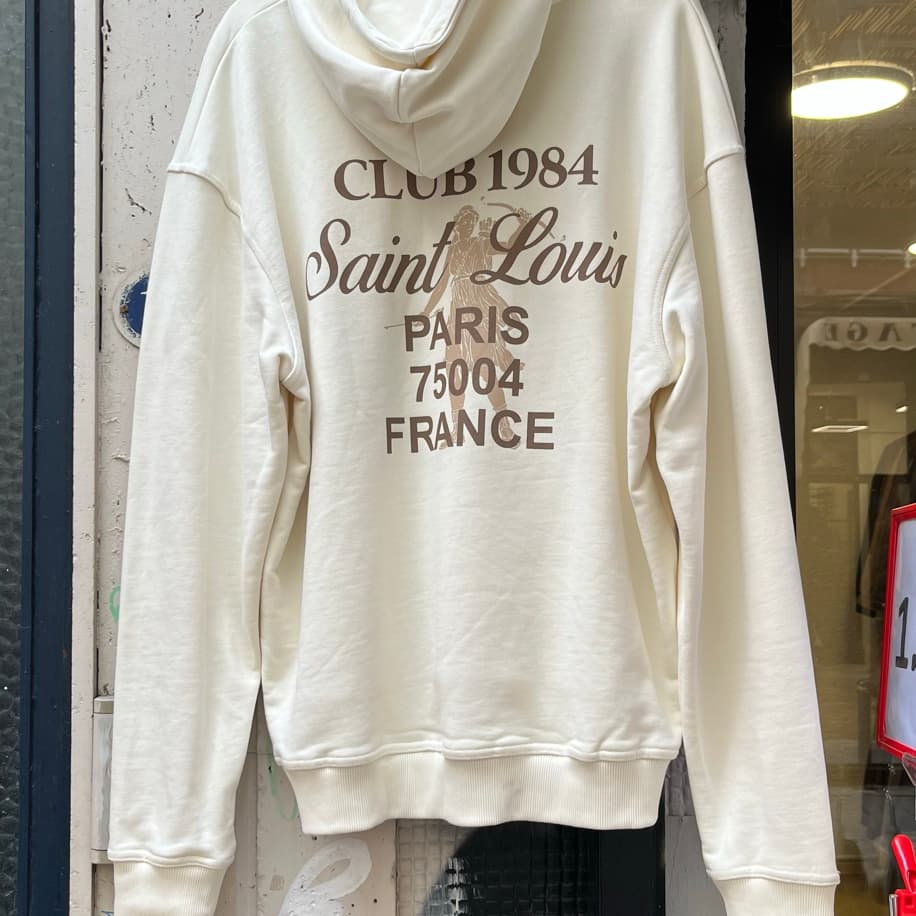 CLUB 1984
Saint Louis
PARIS
75004
FRANCE